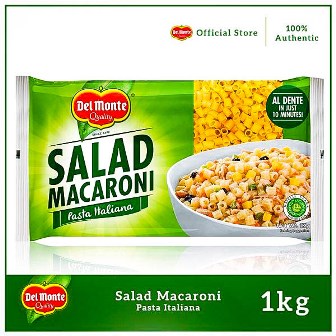 Del Monte
Quality
Official Store
100%
Authentic
Del Monte
Quality
SALAD
MACARONI
Pasta Italiana
AL DENTE
IN JUST
10 MINUTES!
Del Monte
Quality
Salad Macaroni
Pasta Italiana
1kg